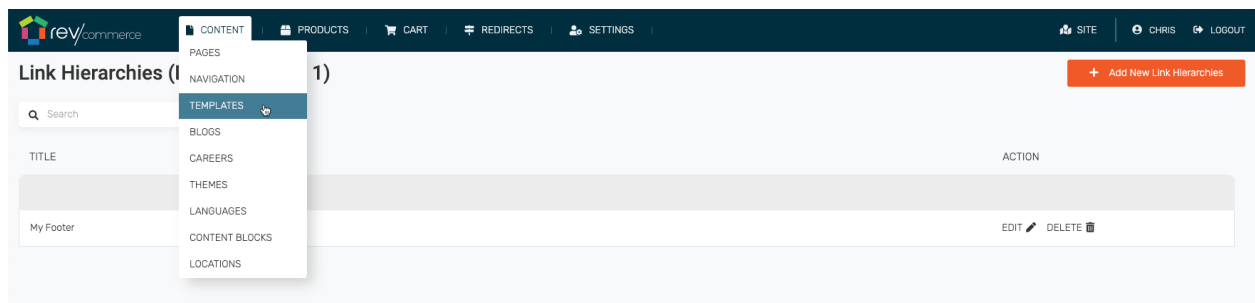 rev/commerce CONTENT PRODUCTS CART REDIRECTS SETTINGS SITE CHRIS LOGOUT
PAGES
Link Hierarchies ( 1) + Add New Link Hierarchies
NAVIGATION
TEMPLATES
Search
BLOGS
TITLE CAREERS ACTION
THEMES
LANGUAGES
My Footer EDIT DELETE
CONTENT BLOCKS
LOCATIONS